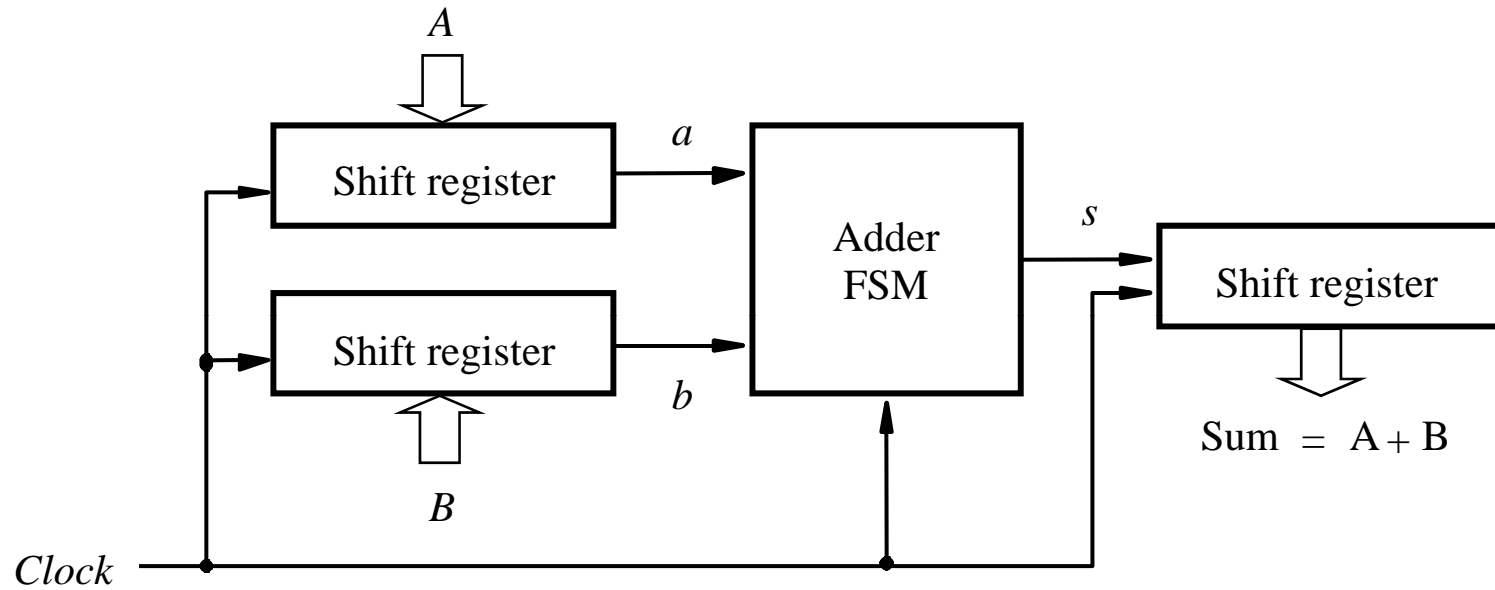 A
Shift register
a
Adder
FSM
s
Shift register
Shift register
b
B
Sum = A + B
Clock